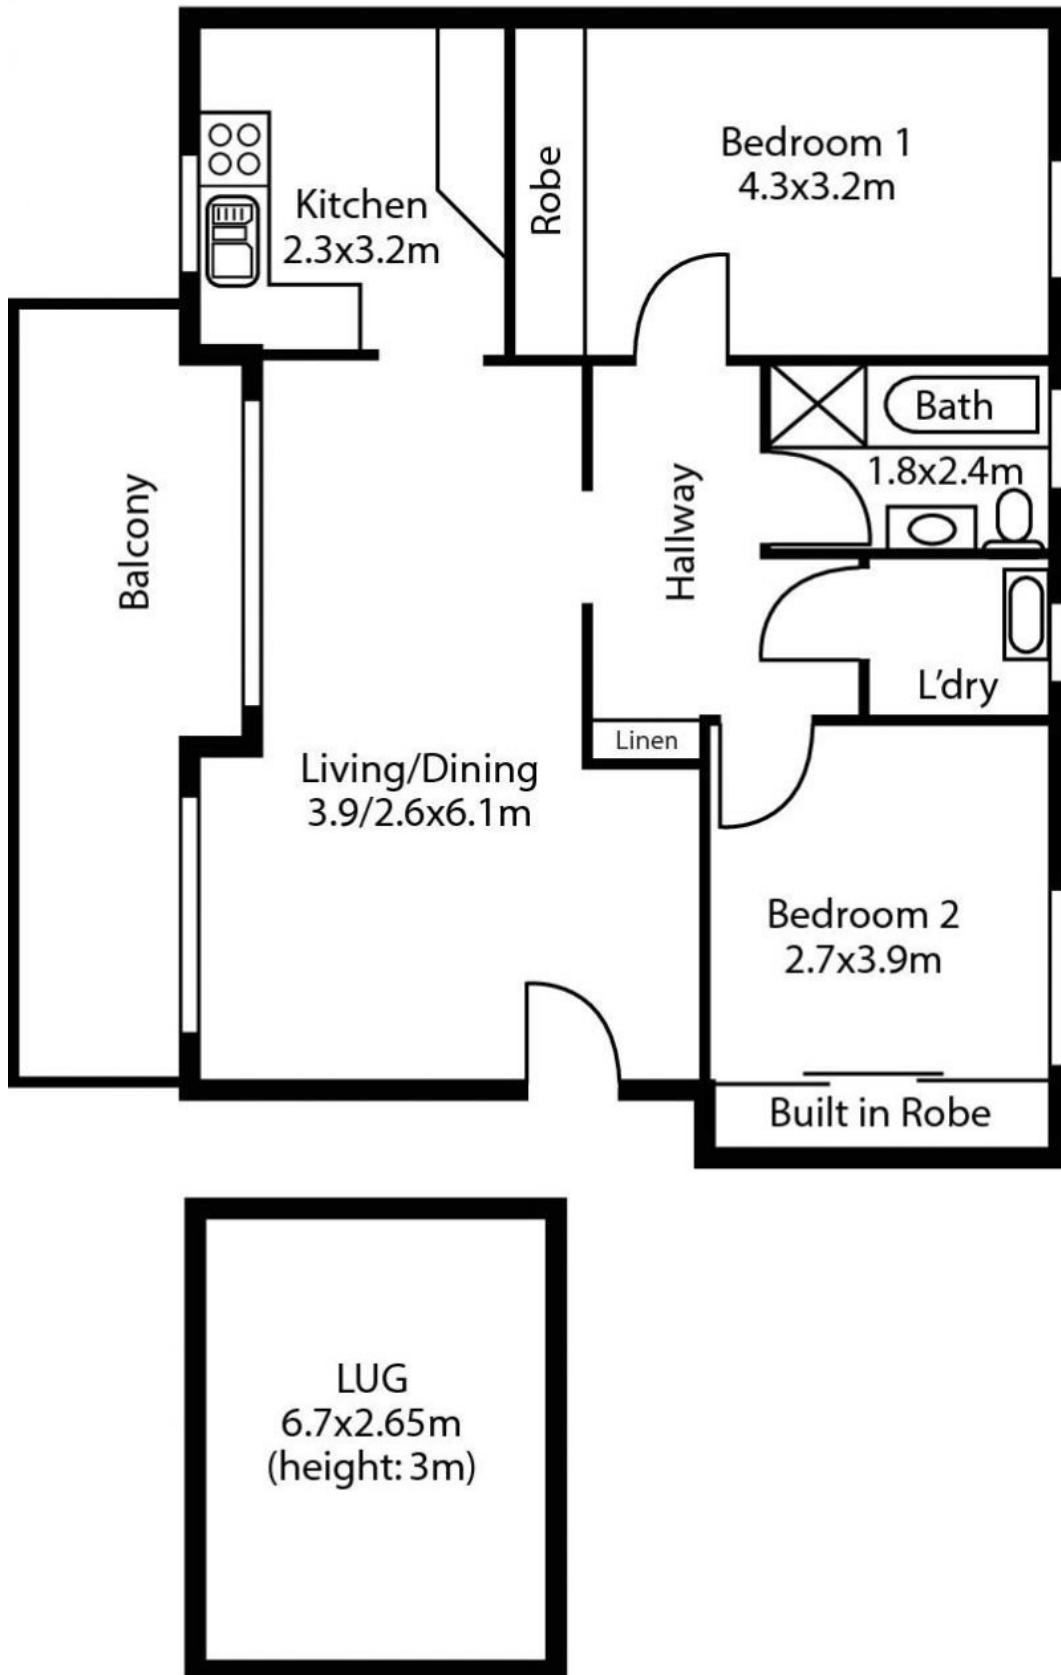 Kitchen
2.3x3.2m
Robe
Bedroom 1
4.3x3.2m
Balcony
Hallway
Bath
1.8x2.4m
L'dry
Linen
Living/Dining
3.9/2.6x6.1m
Bedroom 2
2.7x3.9m
Built in Robe
LUG
6.7x2.65m
(height: 3m)